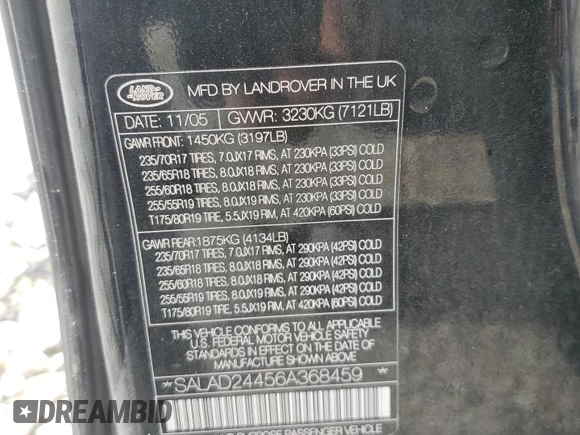 LAND
ROVER
MFD BY LANDROVER IN THE UK
DATE: 11/05 GVWR: 3230KG (7121LB)
GAWR FRONT: 1450KG (3197LB)
235/70R17 TIRES, 7.0JX17 RIMS, AT 230KPA (33PSI) COLD
235/65R18 TIRES, 8.0JX18 RIMS, AT 230KPA (33PSI) COLD
255/60R18 TIRES, 8.0JX18 RIMS, AT 230KPA (33PSI) COLD
255/55R19 TIRES, 8.0JX19 RIMS, AT 230KPA (33PSI) COLD
T175/80R19 TIRE, 5.5JX19 RIM, AT 420KPA (60PSI) COLD
GAWR REAR: 1875KG (4134LB)
235/70R17 TIRES, 7.0JX17 RIMS, AT 290KPA (42PSI) COLD
235/65R18 TIRES, 8.0JX18 RIMS, AT 290KPA (42PSI) COLD
255/60R18 TIRES, 8.0JX18 RIMS, AT 290KPA (42PSI) COLD
255/55R19 TIRES, 8.0JX19 RIMS, AT 290KPA (42PSI) COLD
T175/80R19 TIRE, 5.5JX19 RIM, AT 420KPA (60PSI) COLD
THIS VEHICLE CONFORMS TO ALL APPLICABLE
U.S. FEDERAL MOTOR VEHICLE SAFETY
STANDARDS IN EFFECT ON THE DATE OF
MANUFACTURE SHOWN ABOVE.
*SALAD24456A368459 *
PURPOSE PASSENGER VEHICLE
DREAMBID